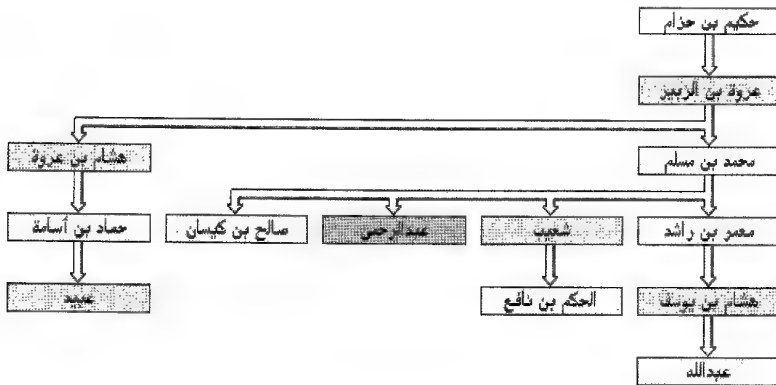 حكيم بن حزام
عروة بن الزبير
هشام بن عروة
محمد بن مسلم
معمر بن راشد
شعيب
عبدالرحمن
صالح بن كيسان
حماد بن أسامة
هشام بن يوسف
الحكم بن نافع
عبيد
عبدالله